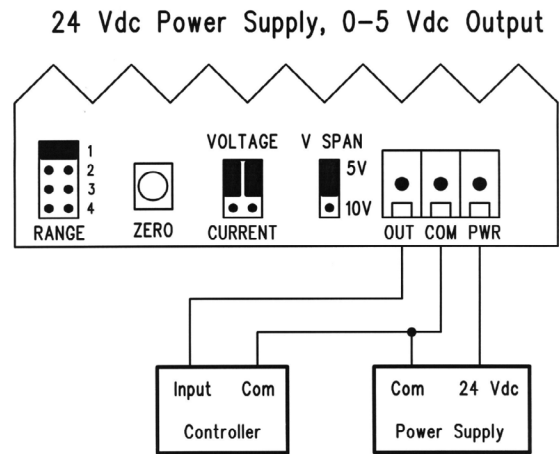 24 Vdc Power Supply, 0-5 Vdc Output
VOLTAGE V SPAN
1
2
3
4
5V
10V
RANGE ZERO CURRENT OUT COM PWR
Input Com
Controller
Com 24 Vdc
Power Supply